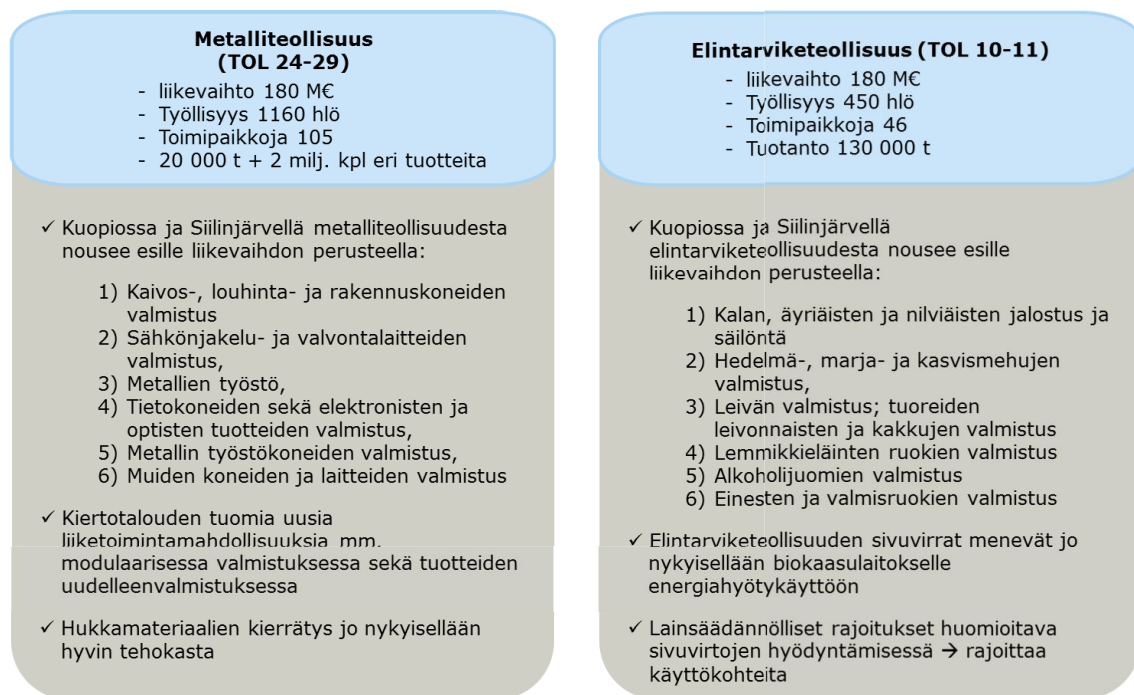 Metalliteollisuus
(TOL 24-29)
- liikevaihto 180 M€
- Työllisyys 1160 hlö
- Toimipaikkoja 105
- 20 000 t + 2 milj. kpl eri tuotteita
✓ Kuopiossa ja Siilinjärvellä metalliteollisuudesta
nousee esille liikevaihdon perusteella:
1) Kaivos-, louhinta- ja rakennuskoneiden
valmistus
2) Sähkönjakelu- ja valvontalaitteiden
valmistus,
3) Metallien työstö,
4) Tietokoneiden sekä elektronisten ja
optisten tuotteiden valmistus,
5) Metallin työstökoneiden valmistus,
6) Muiden koneiden ja laitteiden valmistus
✓ Kiertotalouden tuomia uusia
liiketoimintamahdollisuuksia mm.
modulaarisessa valmistuksessa sekä tuotteiden
uudelleenvalmistuksessa
✓ Hukkamateriaalien kierrätys jo nykyisellään
hyvin tehokasta
Elintarviketeollisuus (TOL 10-11)
- liikevaihto 180 M€
- Työllisyys 450 hlö
- Toimipaikkoja 46
- Tuotanto 130 000 t
✓ Kuopiossa ja Siilinjärvellä
elintarviketeollisuudesta nousee esille
liikevaihdon perusteella:
1) Kalan, äyriäisten ja nilviäisten jalostus ja
säilöntä
2) Hedelmä-, marja- ja kasvismehujen
valmistus,
3) Leivän valmistus; tuoreiden
leivonnaisten ja kakkujen valmistus
4) Lemmikkieläinten ruokien valmistus
5) Alkoholijuomien valmistus
6) Einesten ja valmisruokien valmistus
✓ Elintarviketeollisuuden sivuvirrat menevät jo
nykyisellään biokaasulaitokselle
energiahyötykäyttöön
✓ Lainsäädännölliset rajoitukset huomioitava
sivuvirtojen hyödyntämisessä → rajoittaa
käyttökohteita